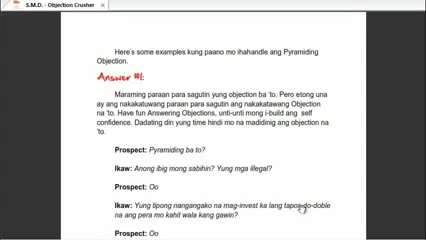 S.M.D. - Objection Crusher
Here's some examples kung paano mo ihahandle ang Pyramiding
Objection.
Answer #1:
Maraming paraan para sagutin yung objection ba 'to. Pero etong una
ay ang nakakatuwang paraan para sagutin ang nakakatawang Objection
na 'to. Have fun Answering Objections, unti-unti mong i-build ang self
confidence. Dadating din yung time hindi mo na madidinig ang objection na
'to.
Prospect: Pyramiding ba to?
Ikaw: Anong ibig mong sabihin? Yung mga illegal?
Prospect: Oo
Ikaw: Yung tipong nangangako na mag-invest ka lang tapos do-doble
na ang pera mo kahit wala kang gawin?
Prospect: Oo